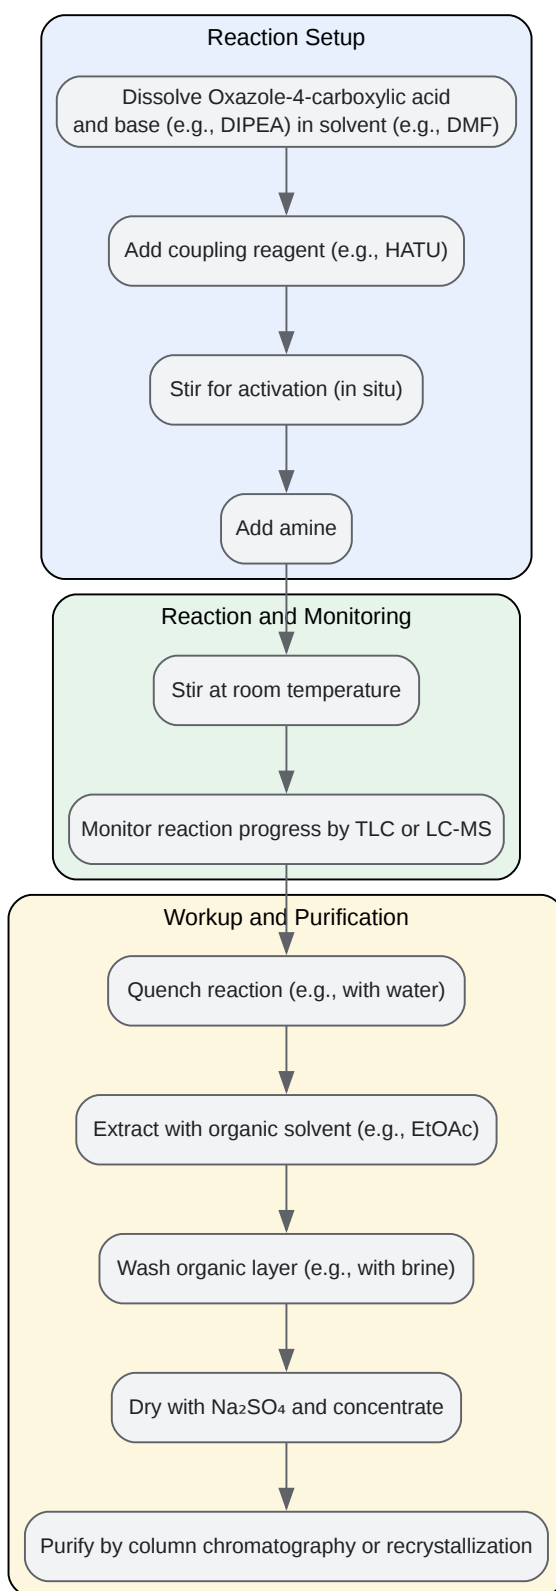 Reaction Setup
Dissolve Oxazole-4-carboxylic acid
and base (e.g., DIPEA) in solvent (e.g., DMF)
Add coupling reagent (e.g., HATU)
Stir for activation (in situ)
Add amine
Reaction and Monitoring
Stir at room temperature
Monitor reaction progress by TLC or LC-MS
Workup and Purification
Quench reaction (e.g., with water)
Extract with organic solvent (e.g., EtOAc)
Wash organic layer (e.g., with brine)
Dry with Na₂SO₄ and concentrate
Purify by column chromatography or recrystallization